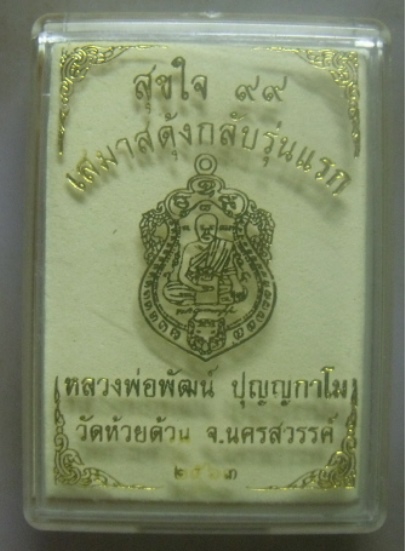 สุขใจ ๙๙
เสมาสดุ้งกลับรุ่นแรก
หลวงพ่อพัฒน์ ปุญญกาโม
วัดห้วยด้วน จ.นครสวรรค์
๒๕๖๓